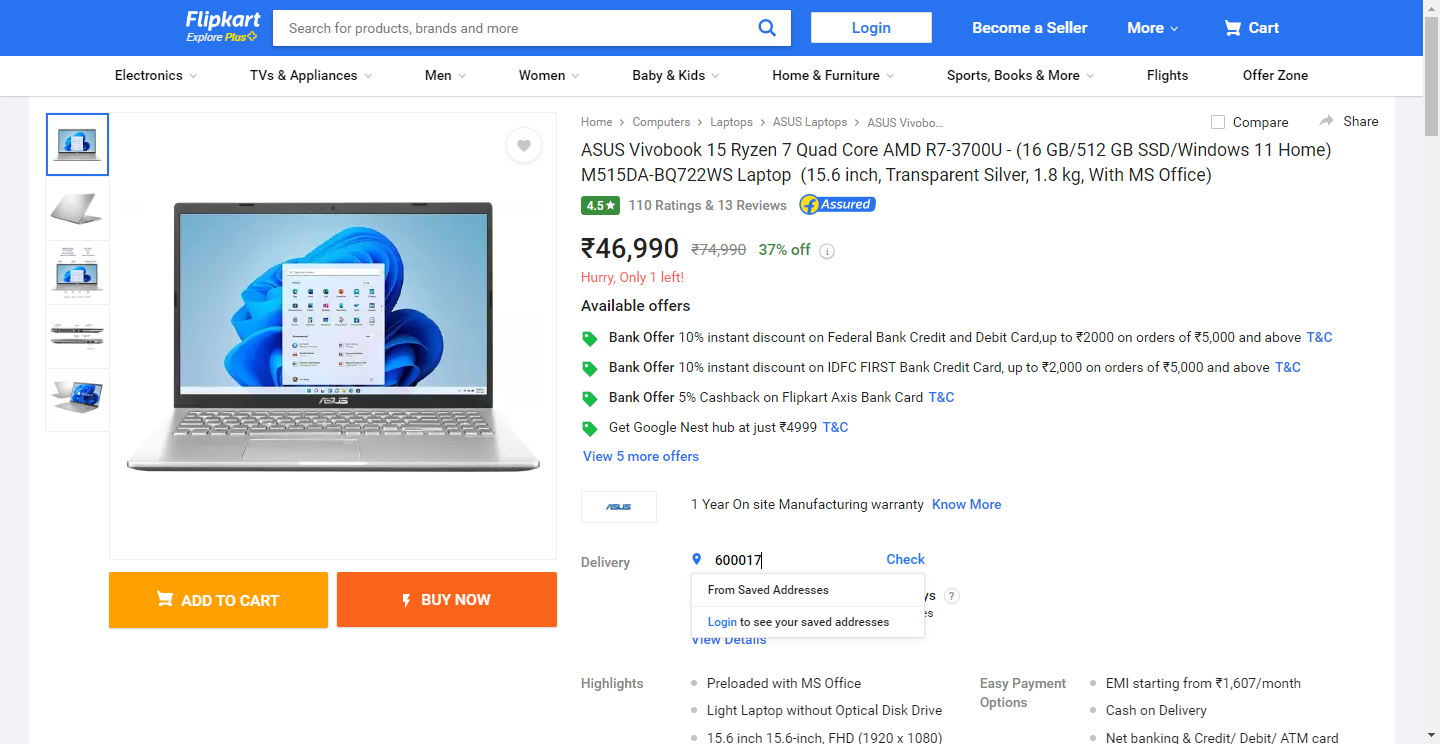 Flipkart
Explore Plus
Search for products, brands and more
Login
Become a Seller
More
Cart
Electronics
TVs & Appliances
Men
Women
Baby & Kids
Home & Furniture
Sports, Books & More
Flights
Offer Zone
Home > Computers > Laptops > ASUS Laptops > ASUS Vivobo...
Compare
Share
ASUS Vivobook 15 Ryzen 7 Quad Core AMD R7-3700U - (16 GB/512 GB SSD/Windows 11 Home)
M515DA-BQ722WS Laptop (15.6 inch, Transparent Silver, 1.8 kg, With MS Office)
4.5★ 110 Ratings & 13 Reviews Assured
₹46,990 ₹74,990 37% off
Hurry, Only 1 left!
Available offers
Bank Offer 10% instant discount on Federal Bank Credit and Debit Card,up to ₹2000 on orders of ₹5,000 and above T&C
Bank Offer 10% instant discount on IDFC FIRST Bank Credit Card, up to ₹2,000 on orders of ₹5,000 and above T&C
Bank Offer 5% Cashback on Flipkart Axis Bank Card T&C
Get Google Nest hub at just ₹4999 T&C
View 5 more offers
ASUS
ASUS
1 Year On site Manufacturing warranty Know More
Delivery
600017
Check
From Saved Addresses
Login to see your saved addresses
?
View Details
ADD TO CART
BUY NOW
Highlights
Preloaded with MS Office
Light Laptop without Optical Disk Drive
15.6 inch 15.6-inch, FHD (1920 x 1080)
Easy Payment
Options
EMI starting from ₹1,607/month
Cash on Delivery
Net banking & Credit/ Debit/ ATM card